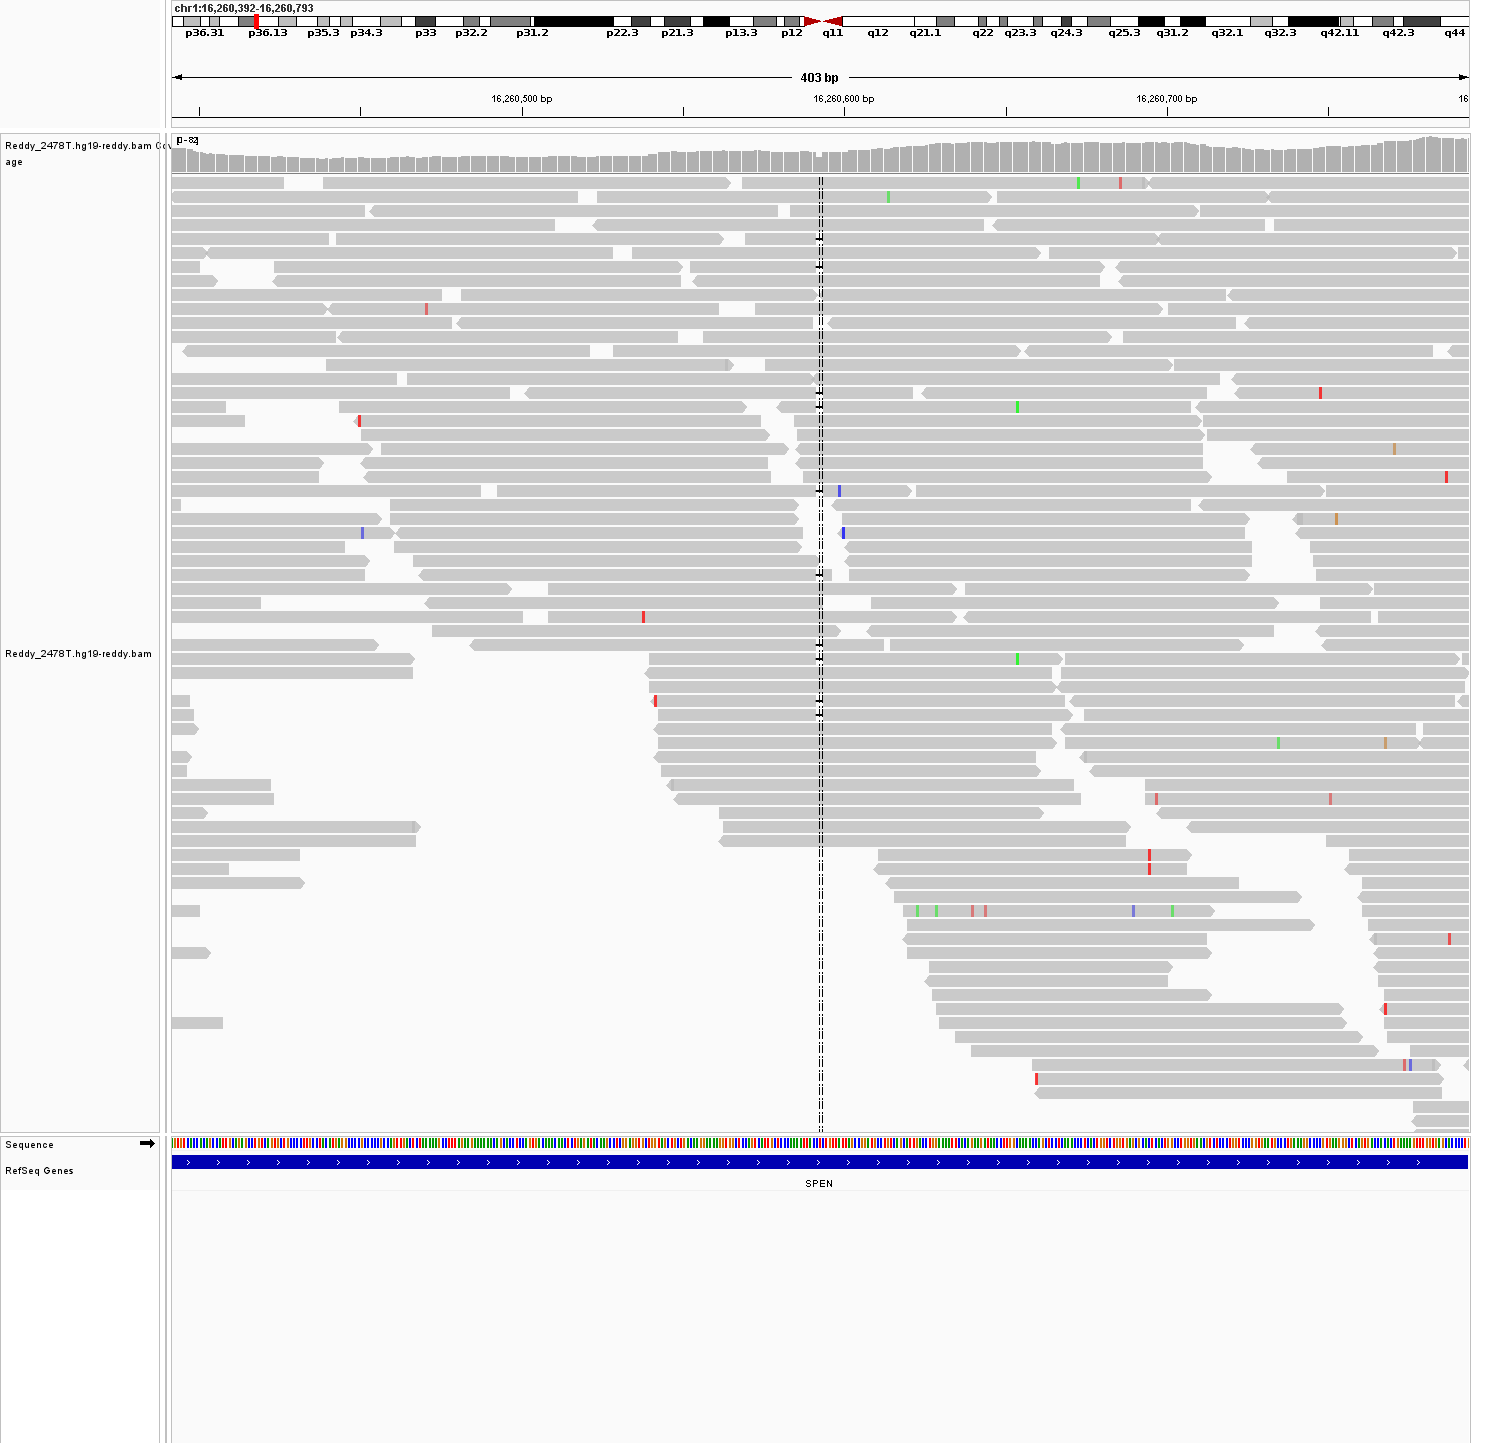 chr1:16,260,392-16,260,793
p36.31 p36.13 p35.3 p34.3 p33 p32.2 p31.2 p22.3 p21.3 p13.3 p12 q11 q12 q21.1 q22 q23.3 q24.3 q25.3 q31.2 q32.1 q32.3 q42.11 q42.3 q44
403 bp
16,260,500 bp 16,260,600 bp 16,260,700 bp 16
[0-82]
Reddy_2478T.hg19-reddy.bam Cov
age
Reddy_2478T.hg19-reddy.bam
Sequence
RefSeq Genes
SPEN